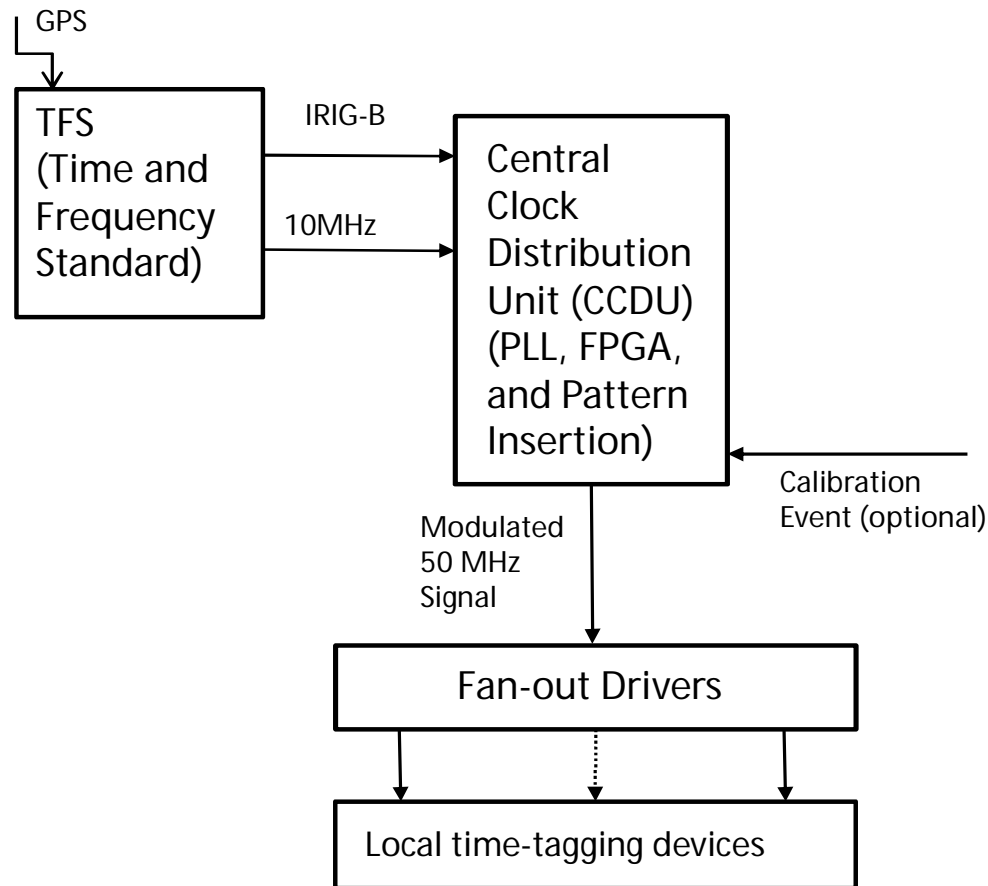 GPS
TFS
(Time and
Frequency
Standard)
IRIG-B
10MHz
Central
Clock
Distribution
Unit (CCDU)
(PLL, FPGA,
and Pattern
Insertion)
Calibration
Event (optional)
Modulated
50 MHz
Signal
Fan-out Drivers
Local time-tagging devices